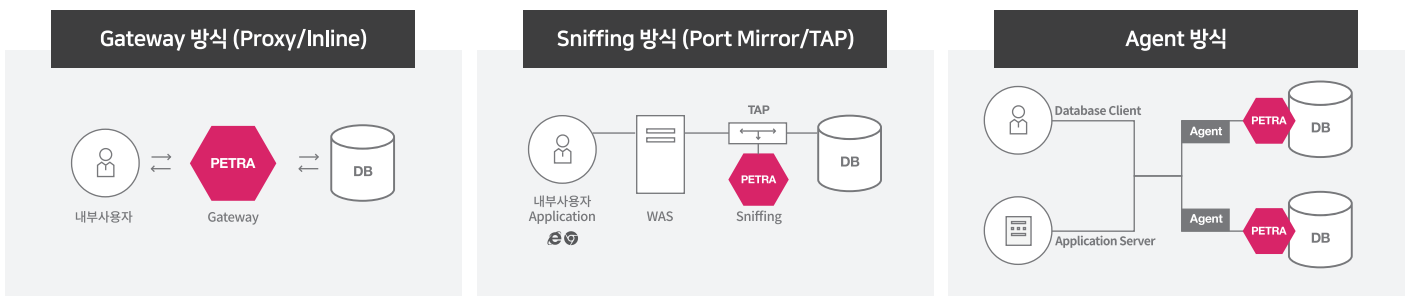 Gateway 방식 (Proxy/Inline)
내부사용자
PETRA
Gateway
DB
Sniffing 방식 (Port Mirror/TAP)
내부사용자
Application
WAS
TAP
PETRA
Sniffing
DB
Agent 방식
Database Client
Agent
PETRA
DB
Application Server
Agent
PETRA
DB